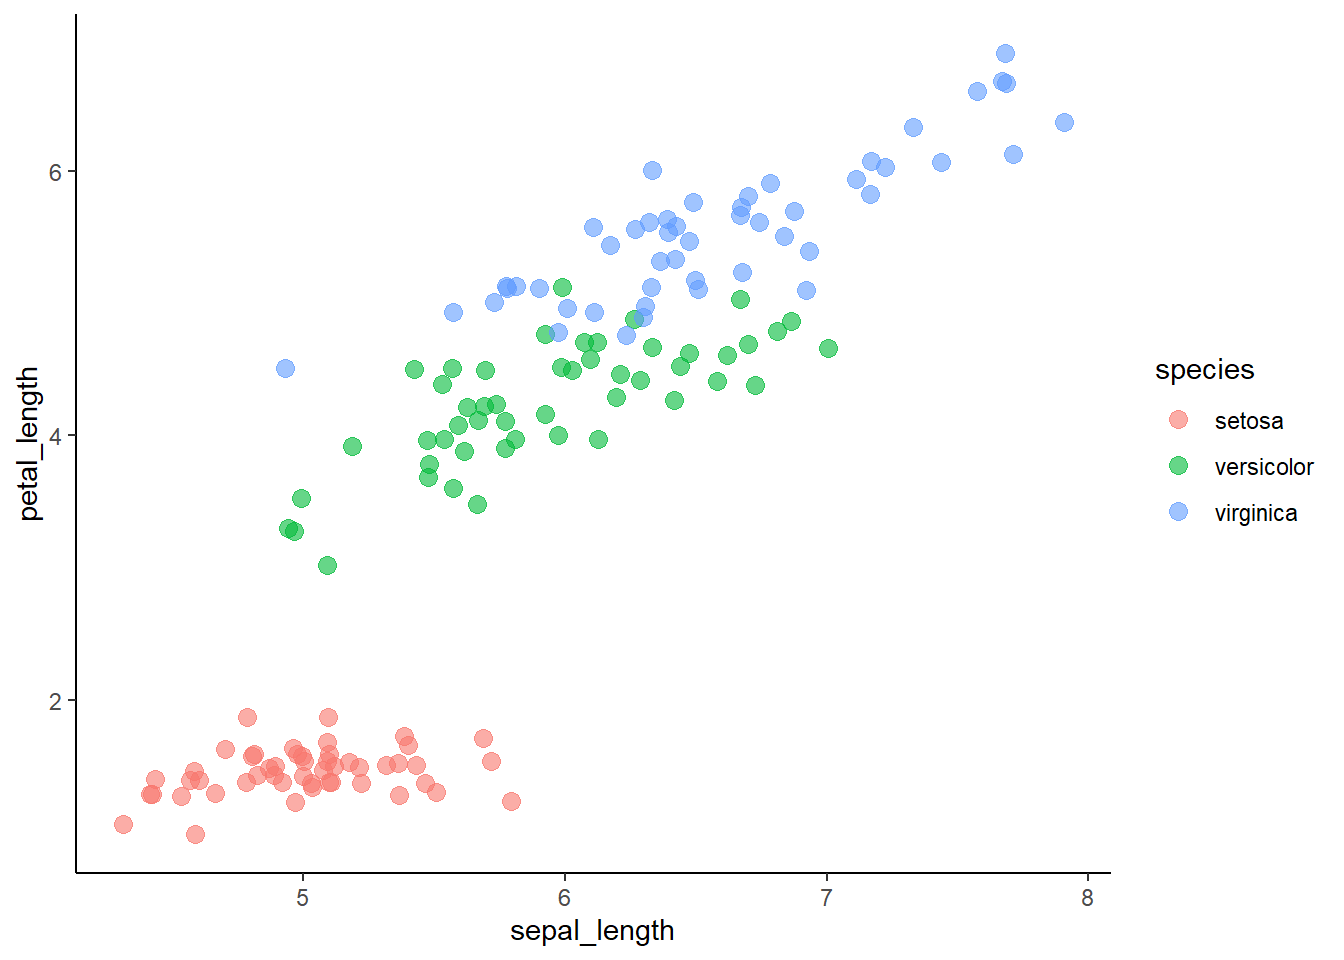 6
4
2
petal_length
5
6
7
8
sepal_length
species
setosa
versicolor
virginica